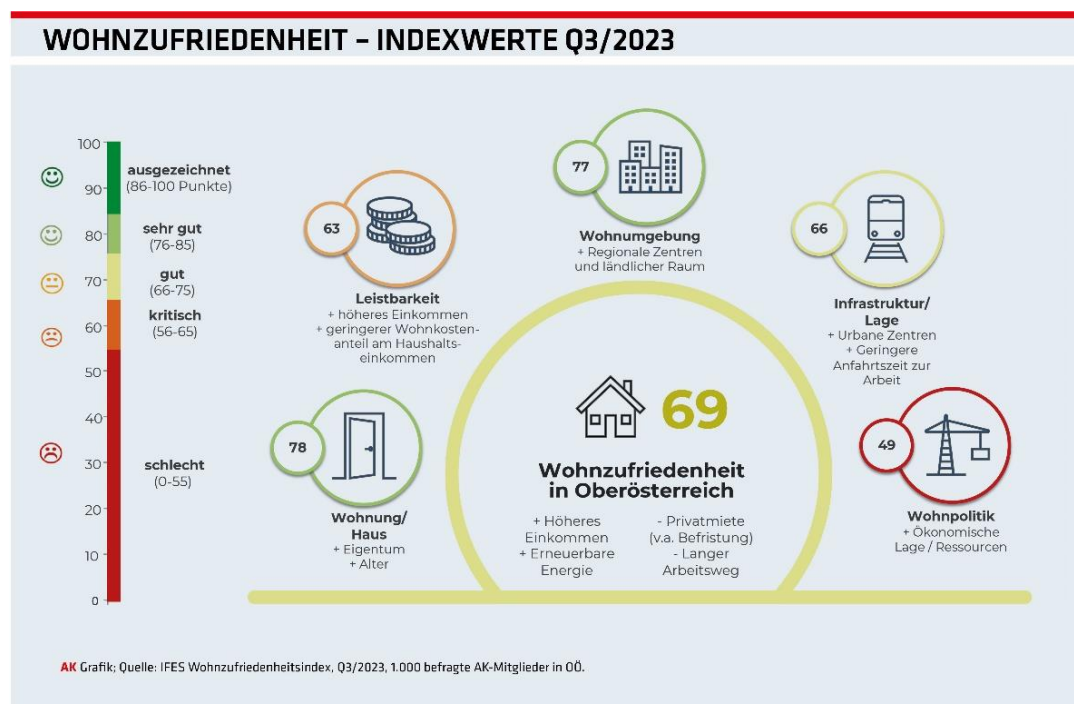 WOHNZUFRIEDENHEIT – INDEXWERTE Q3/2023
100
90
80
70
60
50
40
30
20
10
0
ausgezeichnet
(86-100 Punkte)
sehr gut
(76-85)
gut
(66-75)
kritisch
(56-65)
schlecht
(0-55)
78
Wohnung/
Haus
+ Eigentum
+ Alter
63
Leistbarkeit
+ höheres Einkommen
+ geringerer Wohnkosten-
anteil am Haushalts-
einkommen
77
Wohnumgebung
+ Regionale Zentren
und ländlicher Raum
66
Infrastruktur/
Lage
+ Urbane Zentren
+ Geringere
Anfahrtszeit zur
Arbeit
49
Wohnpolitik
+ Ökonomische
Lage / Ressourcen
69
Wohnzufriedenheit
in Oberösterreich
+ Höheres
Einkommen
+ Erneuerbare
Energie
- Privatmiete
(v.a. Befristung)
- Langer
Arbeitsweg
AK Grafik; Quelle: IFES Wohnzufriedenheitsindex, Q3/2023, 1.000 befragte AK-Mitglieder in OÖ.